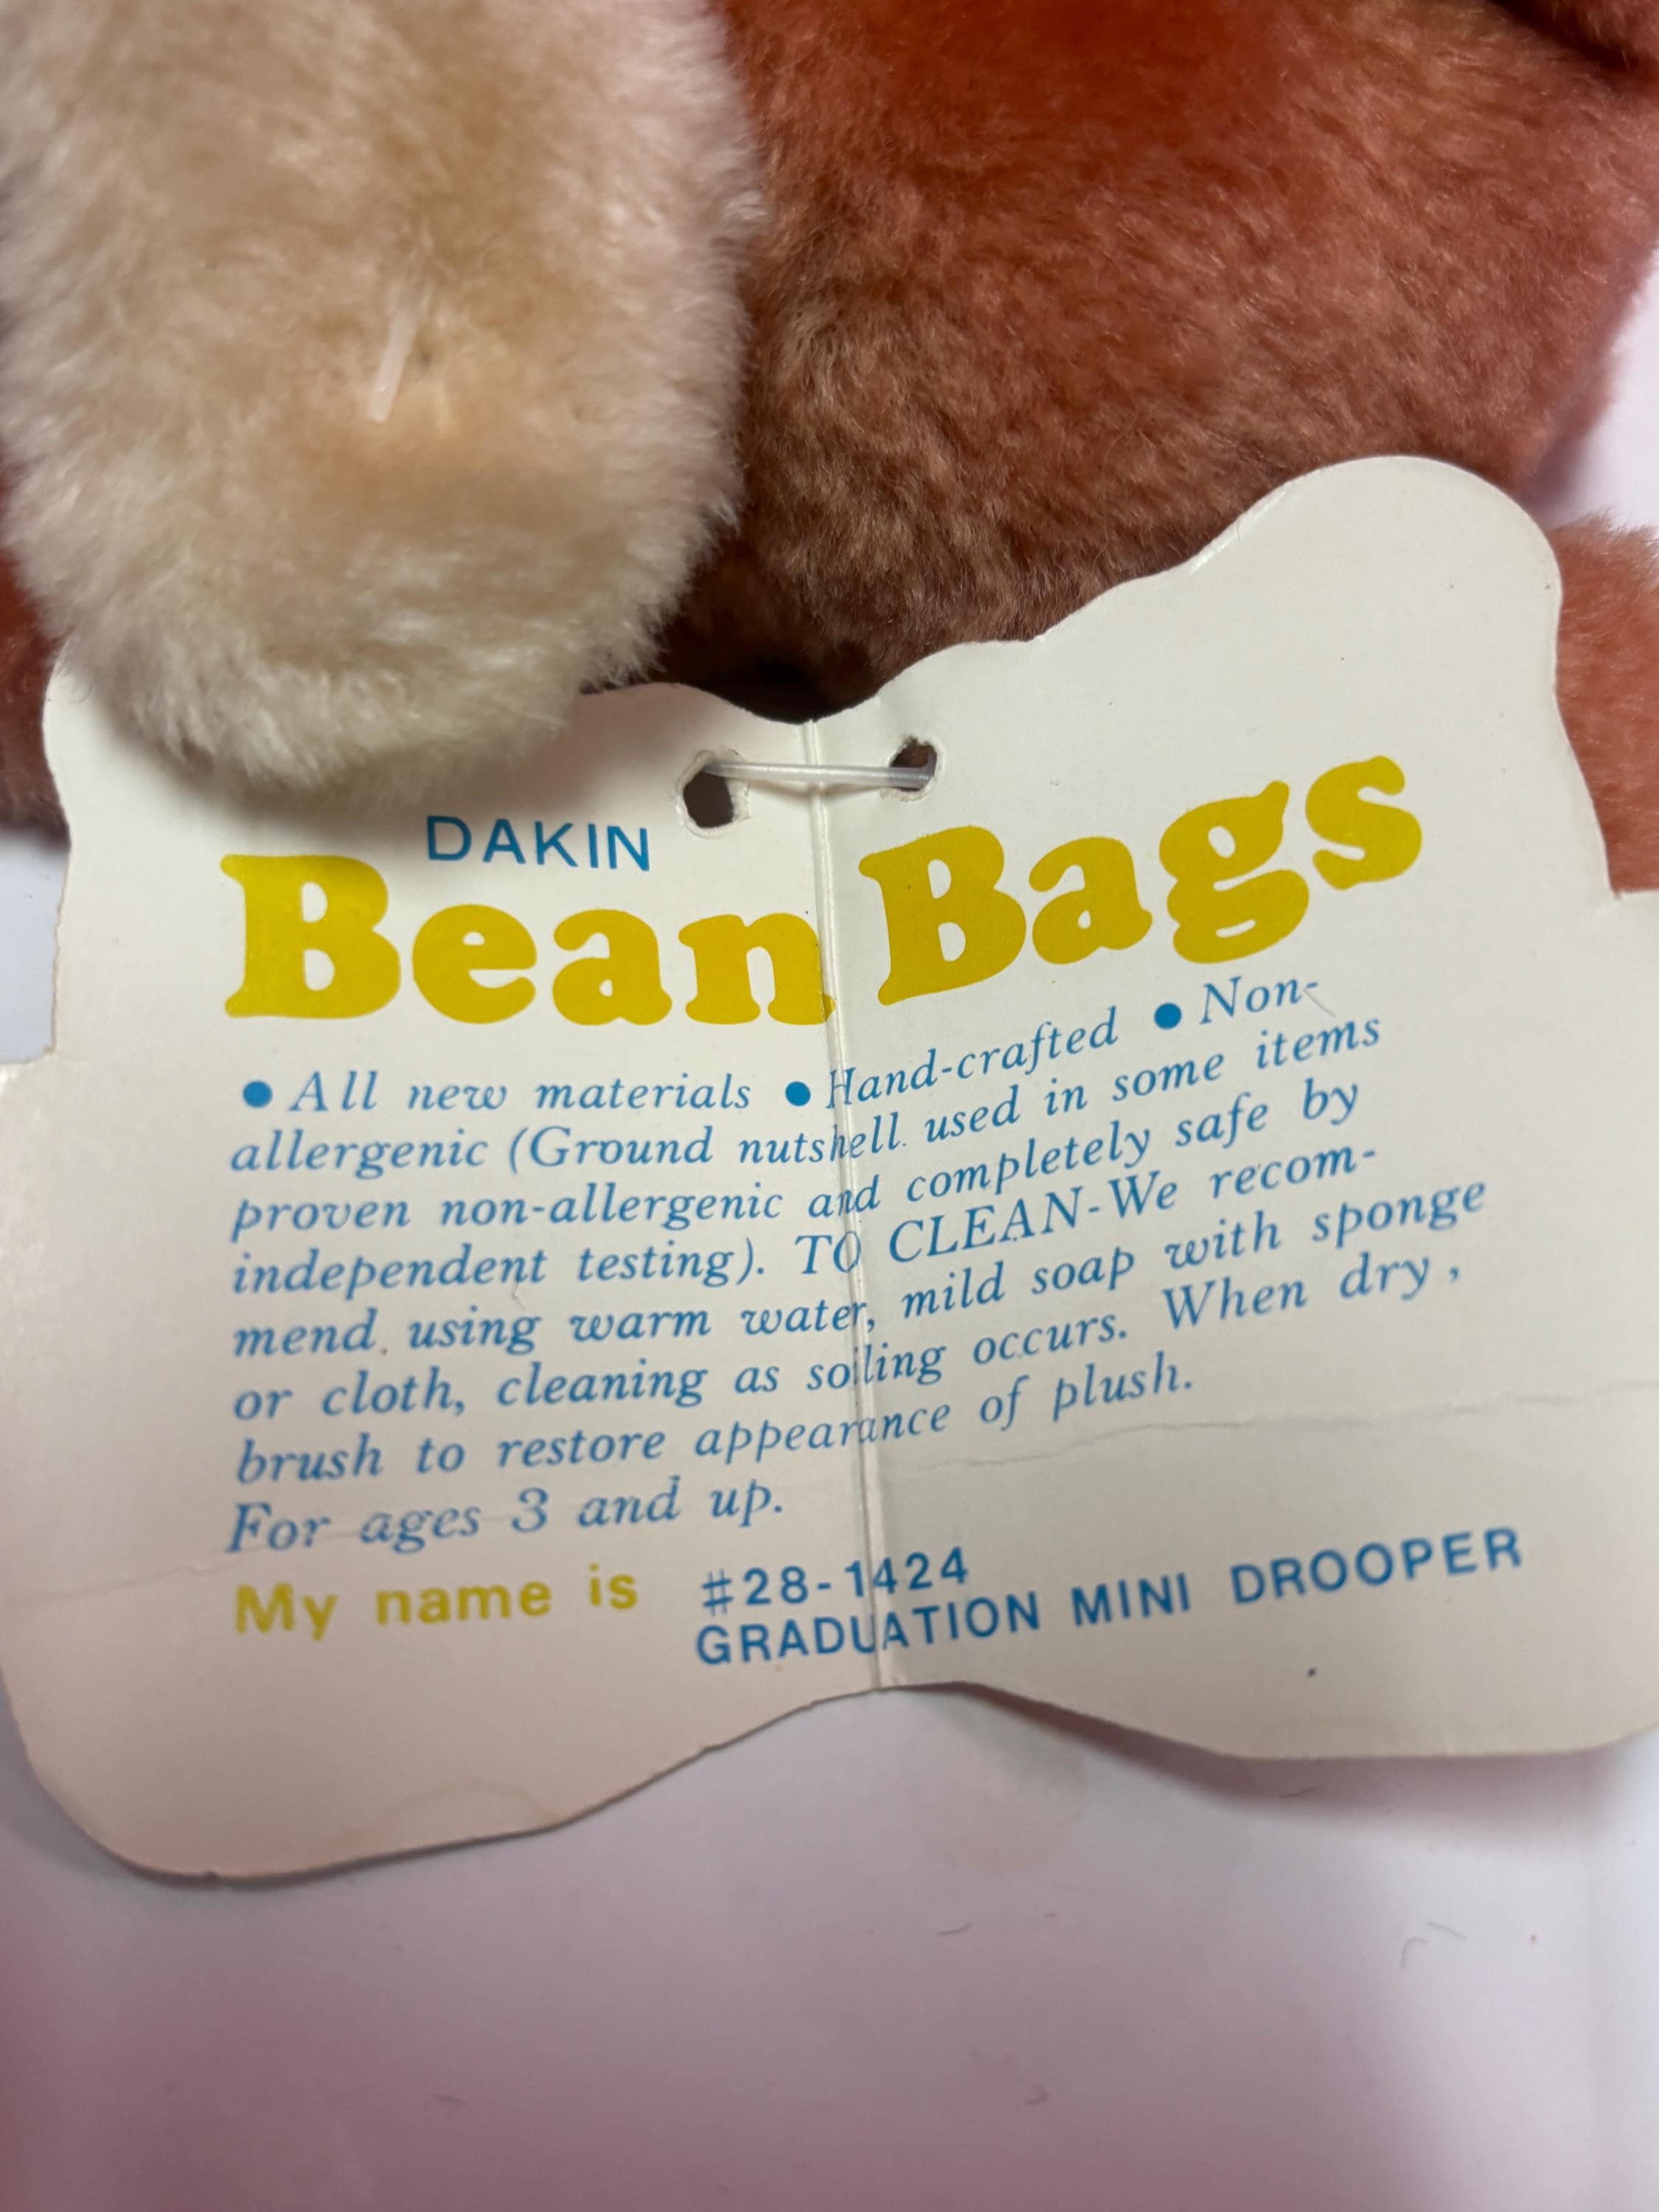 DAKIN
Bean Bags
• All new materials • Hand-crafted • Non-
allergenic (Ground nutshell used in some items
proven non-allergenic and completely safe by
independent testing). TO CLEAN-We recom-
mend using warm water, mild soap with sponge
or cloth, cleaning as soiling occurs. When dry,
brush to restore appearance of plush.
For ages 3 and up.
My name is #28-1424
GRADUATION MINI DROOPER